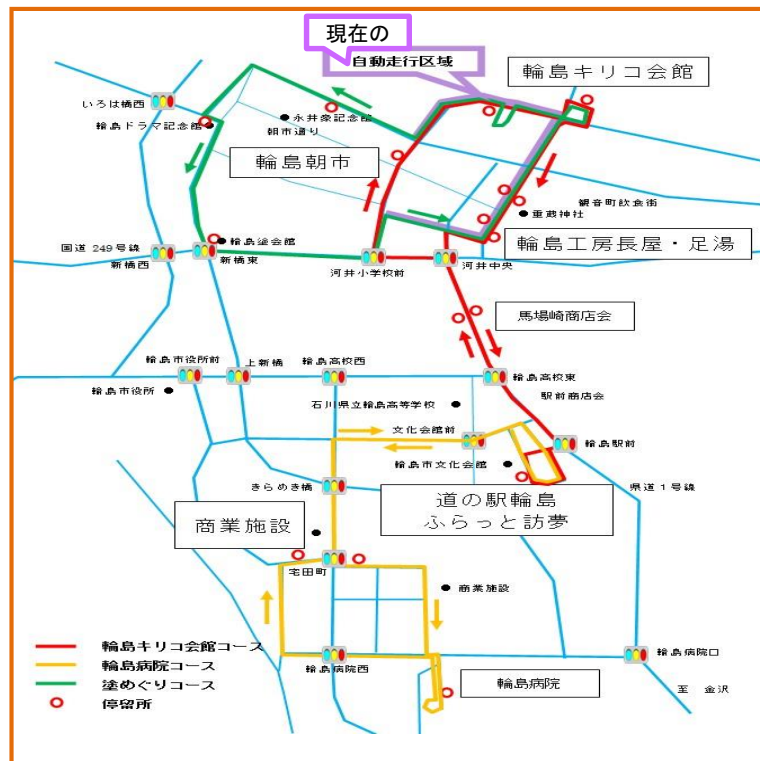 現在の
自動走行区域
輪島キリコ会館
いろは橋西
輪島ドラマ記念館
永井豪記念館
朝市通り
輪島朝市
観音町飲食街
重蔵神社
輪島工房長屋・足湯
国道 249号線
新橋西
輪島塗会館
新橋東
河井小学校前
河井中央
馬場崎商店会
輪島市役所前
上新橋
輪島高校西
輪島高校東
輪島市役所
駅前商店会
石川県立輪島高等学校
文化会館前
輪島駅前
輪島市文化会館
きらめき橋
県道1号線
道の駅輪島
ふらっと訪夢
商業施設
宅田町
商業施設
輪島病院西
輪島病院口
輪島病院
至 金沢
輪島キリコ会館コース
輪島病院コース
塗めぐりコース
停留所